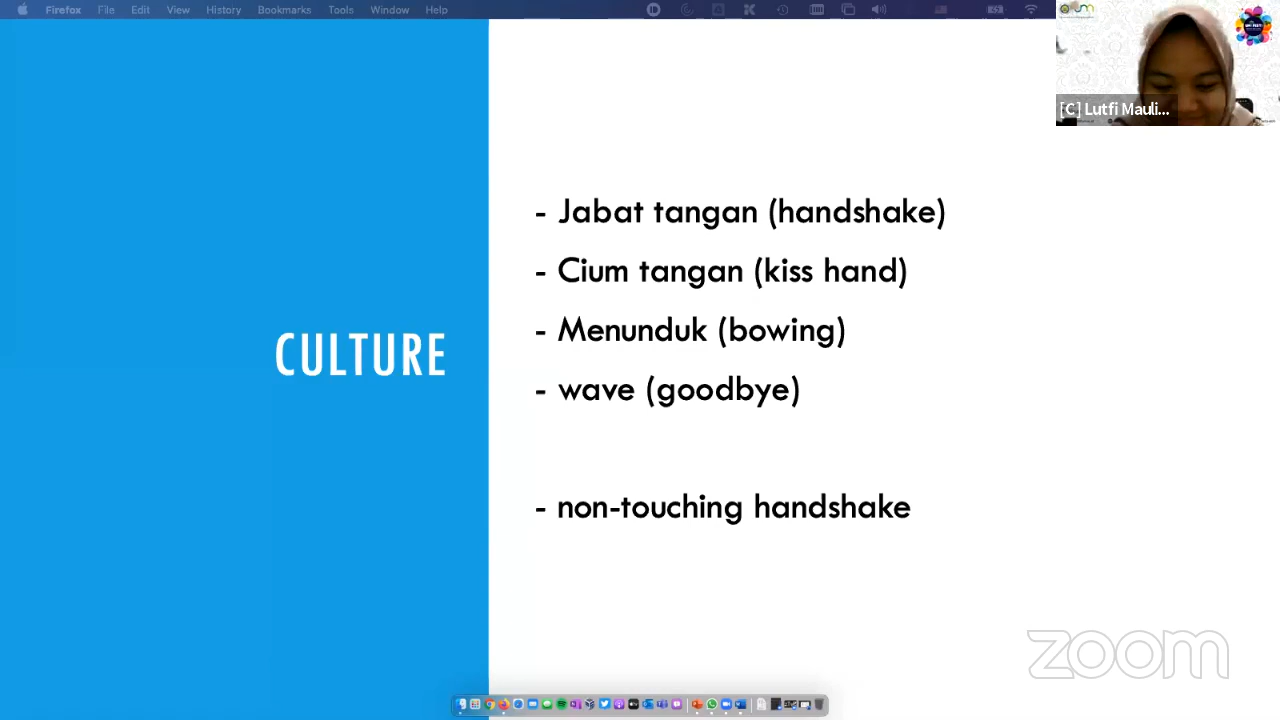 Firefox File Edit View History Bookmarks Tools Window Help
[C] Lutfi Mauli...
- Jabat tangan (handshake)
- Cium tangan (kiss hand)
- Menunduk (bowing)
- wave (goodbye)
CULTURE
- non-touching handshake
zoom